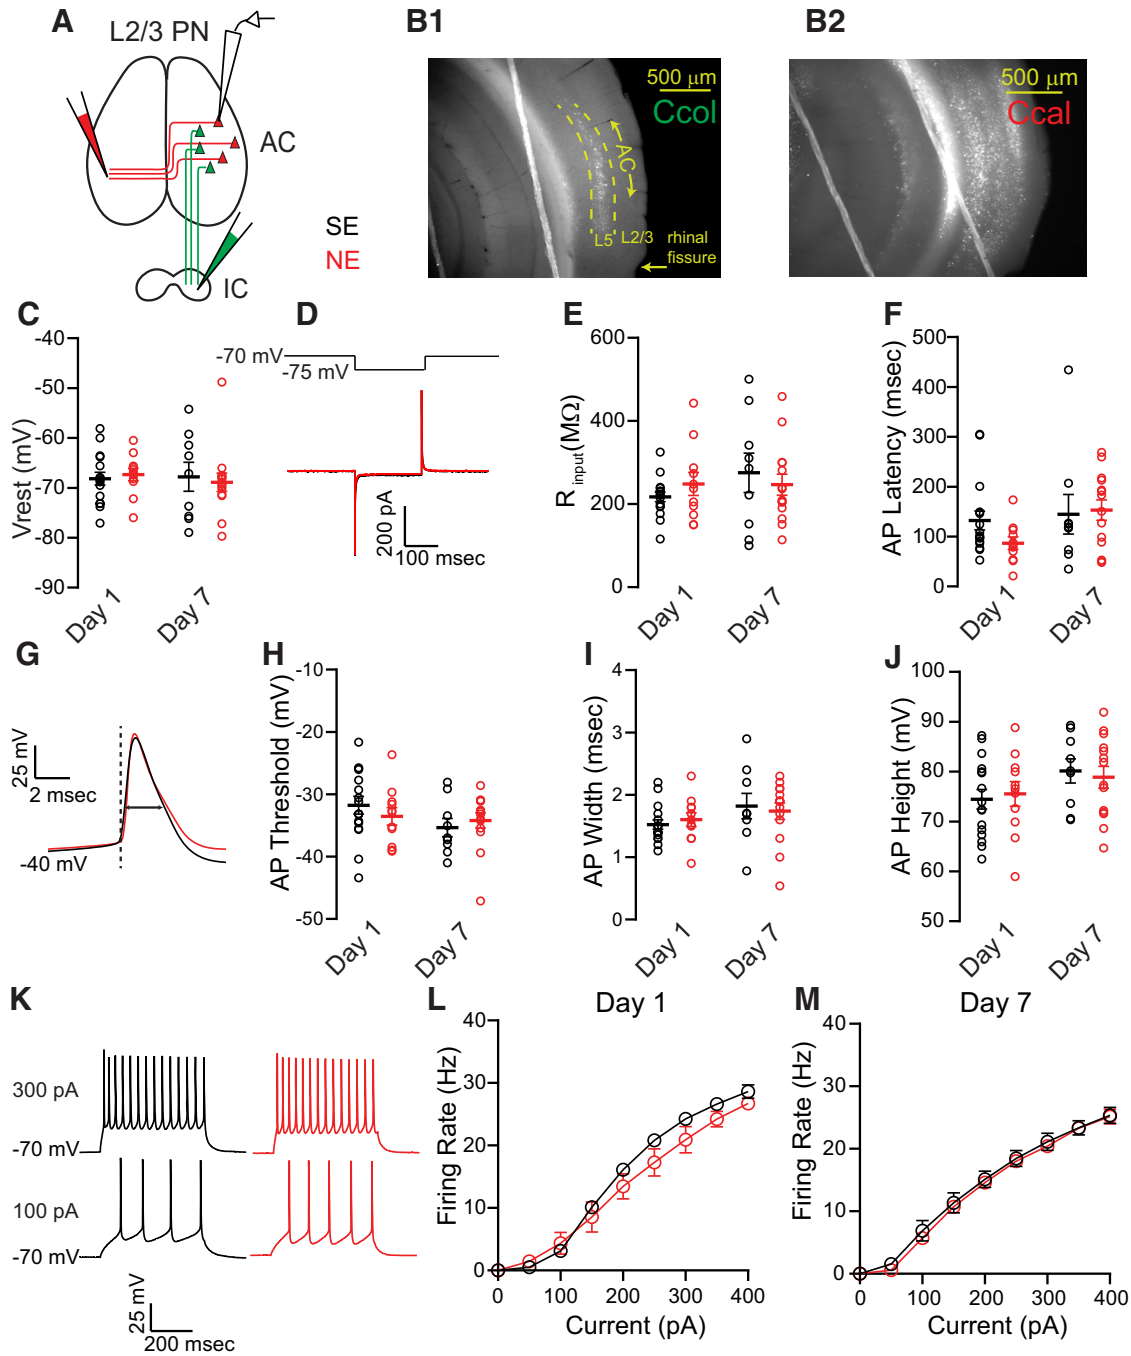 A
L2/3 PN
AC
SE
NE
IC
B1
500 µm
Ccol
AC
L5
L2/3
rhinal
fissure
B2
500 µm
Ccal
C
Vrest (mV)
-40
-50
-60
-70
-80
-90
Day 1
Day 7
D
-70 mV
-75 mV
200 pA
100 msec
E
R input (MΩ)
600
400
200
0
Day 1
Day 7
F
AP Latency (msec)
500
400
300
200
100
0
Day 1
Day 7
G
25 mV
2 msec
-40 mV
H
AP Threshold (mV)
-10
-20
-30
-40
-50
Day 1
Day 7
I
AP Width (msec)
4
3
2
1
0
Day 1
Day 7
J
AP Height (mV)
100
90
80
70
60
50
Day 1
Day 7
K
300 pA
-70 mV
100 pA
-70 mV
25 mV
200 msec
L
Day 1
Firing Rate (Hz)
40
30
20
10
0
0 100 200 300 400
Current (pA)
M
Day 7
Firing Rate (Hz)
40
30
20
10
0
0 100 200 300 400
Current (pA)